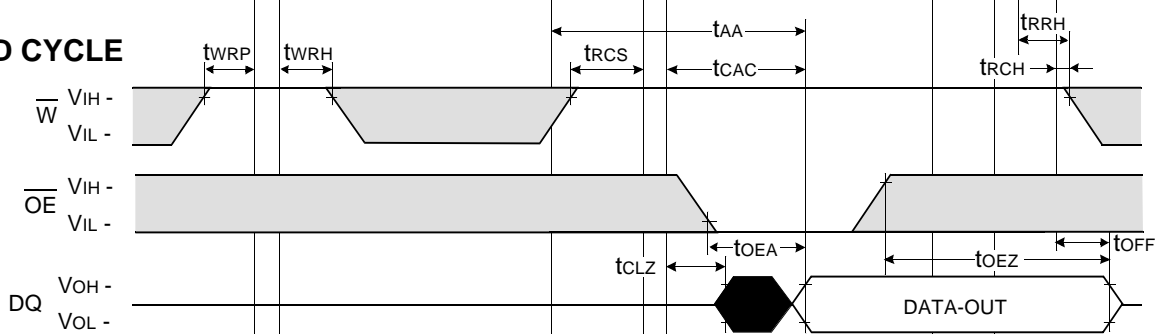 tAA
tRRH
D CYCLE
tWRP
tWRH
tRCS
tCAC
tRCH
W
VIH -
VIL -
OE
VIH -
VIL -
tOEA
tOFF
tCLZ
tOEZ
DQ
VOH -
VOL -
DATA-OUT